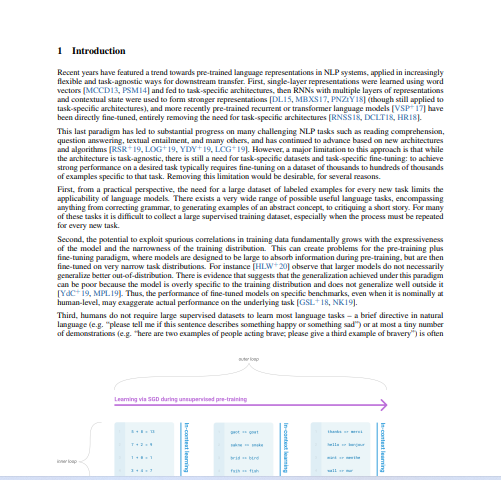 1 Introduction
Recent years have featured a trend towards pre-trained language representations in NLP systems, applied in increasingly
flexible and task-agnostic ways for downstream transfer. First, single-layer representations were learned using word
vectors [MCCD13, PSM14] and fed to task-specific architectures, then RNNs with multiple layers of representations
and contextual state were used to form stronger representations [DL15, MBXS17, PNZtY18] (though still applied to
task-specific architectures), and more recently pre-trained recurrent or transformer language models [VSP+17] have
been directly fine-tuned, entirely removing the need for task-specific architectures [RNSS18, DCLT18, HR18].
This last paradigm has led to substantial progress on many challenging NLP tasks such as reading comprehension,
question answering, textual entailment, and many others, and has continued to advance based on new architectures
and algorithms [RSR+19, LOG+19, YDY+19, LCG+19]. However, a major limitation to this approach is that while
the architecture is task-agnostic, there is still a need for task-specific datasets and task-specific fine-tuning: to achieve
strong performance on a desired task typically requires fine-tuning on a dataset of thousands to hundreds of thousands
of examples specific to that task. Removing this limitation would be desirable, for several reasons.
First, from a practical perspective, the need for a large dataset of labeled examples for every new task limits the
applicability of language models. There exists a very wide range of possible useful language tasks, encompassing
anything from correcting grammar, to generating examples of an abstract concept, to critiquing a short story. For many
of these tasks it is difficult to collect a large supervised training dataset, especially when the process must be repeated
for every new task.
Second, the potential to exploit spurious correlations in training data fundamentally grows with the expressiveness
of the model and the narrowness of the training distribution. This can create problems for the pre-training plus
fine-tuning paradigm, where models are designed to be large to absorb information during pre-training, but are then
fine-tuned on very narrow task distributions. For instance [HLW+20] observe that larger models do not necessarily
generalize better out-of-distribution. There is evidence that suggests that the generalization achieved under this paradigm
can be poor because the model is overly specific to the training distribution and does not generalize well outside it
[YdC+19, MPL19]. Thus, the performance of fine-tuned models on specific benchmarks, even when it is nominally at
human-level, may exaggerate actual performance on the underlying task [GSL+18, NK19].
Third, humans do not require large supervised datasets to learn most language tasks – a brief directive in natural
language (e.g. “please tell me if this sentence describes something happy or something sad”) or at most a tiny number
of demonstrations (e.g. “here are two examples of people acting brave; please give a third example of bravery”) is often
outer loop
Learning via SGD during unsupervised pre-training
inner loop
5 + 8 = 13
7 + 2 = 9
1 + 0 = 1
3 + 4 = 7
In-context learning
gaot => goat
sakne => snake
brid => bird
fsih => fish
In-context learning
thanks => merci
hello => bonjour
mint => menthe
wall => mur
In-context learning